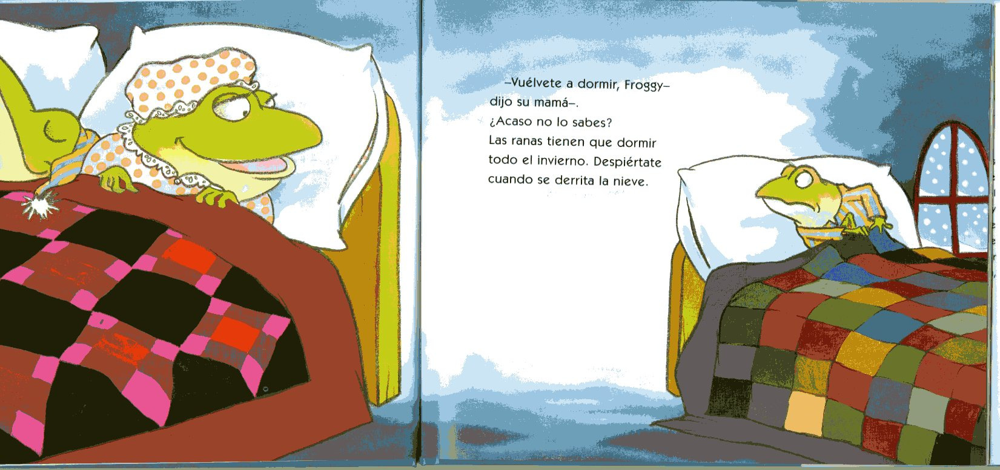 –Vuélvete a dormir, Froggy–
dijo su mamá–.
¿Acaso no lo sabes?
Las ranas tienen que dormir
todo el invierno. Despiértate
cuando se derrita la nieve.